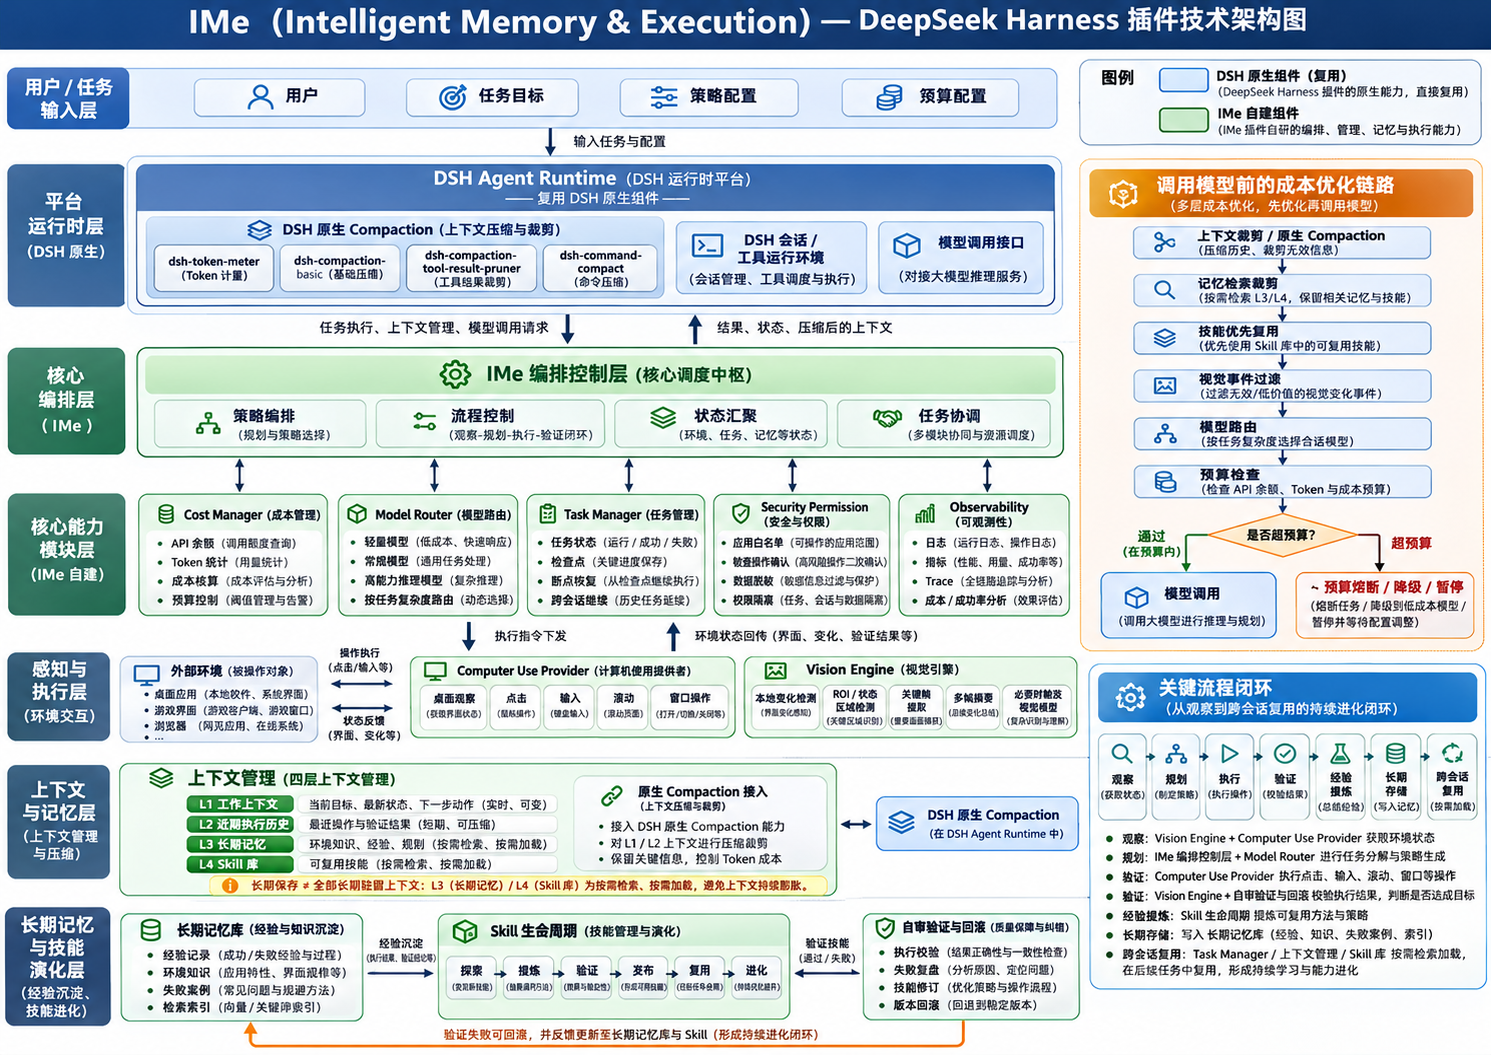 IMe（Intelligent Memory & Execution）— DeepSeek Harness 插件技术架构图
用户 / 任务
输入层
用户
任务目标
策略配置
预算配置
输入任务与配置
图例
DSH 原生组件（复用）
（DeepSeek Harness 提件的原生能力，直接复用）
IMe 自建组件
（IMe 插件自研的编排、管理、记忆与执行能力）
平台
运行时层
（DSH 原生）
DSH Agent Runtime（DSH 运行时平台）
—— 复用 DSH 原生组件 ——
DSH 原生 Compaction（上下文压缩与裁剪）
dsh-token-meter
（Token 计量）
dsh-compaction-
basic（基础压缩）
dsh-compaction-
tool-result-pruner
（工具结果裁剪）
dsh-command-
compact
（命令压缩）
DSH 会话 /
工具运行环境
（会话管理、工具调度与执行）
模型调用接口
（对接大模型推理服务）
任务执行、上下文管理、模型调用请求
结果、状态、压缩后的上下文
核心
编排层
（IMe）
IMe 编排控制层（核心调度中枢）
策略编排
（规划与策略选择）
流程控制
（观察-规划-执行-验证闭环）
状态汇聚
（环境、任务、记忆等状态）
任务协调
（多模块协同与资源调度）
核心能力
模块层
（IMe 自建）
Cost Manager（成本管理）
• API 余额（调用额度查询）
• Token 统计（用量统计）
• 成本核算（成本评估与分析）
• 预算控制（阈值管理与告警）
Model Router（模型路由）
• 轻量模型（低成本、快速响应）
• 常规模型（通用任务处理）
• 高能力推理模型（复杂推理）
• 按任务复杂度路由（动态选择）
Task Manager（任务管理）
• 任务状态（运行 / 成功 / 失败）
• 检查点（关键进度保存）
• 断点恢复（从检查点继续执行）
• 跨会话继续（历史任务延续）
Security Permission
（安全与权限）
• 应用白名单（可操作的应用范围）
• 敏查操作确认（高风险操作二次确认）
• 数据脱敏（敏感信息过滤与保护）
• 权限隔离（任务、会话与数据隔离）
Observability
（可观测性）
• 日志（运行日志、操作日志）
• 指标（性能、用量、成功率等）
• Trace（全链路追踪与分析）
• 成本 / 成功率分析（效果评估）
执行指令下发
环境状态回传（界面、变化、验证结果等）
感知与
执行层
（环境交互）
外部环境（被操作对象）
• 桌面应用（本地软件、系统界面）
• 游戏界面（游戏客户端、游戏窗口）
• 浏览器（网页应用、在线系统）
• ...
操作执行
（点击/输入等）
状态反馈
（界面、变化等）
Computer Use Provider（计算机使用提供者）
桌面观察
（获取界面状态）
点击
（鼠标操作）
输入
（键盘输入）
滚动
（滚动页面）
窗口操作
（打开/切换/关闭等）
Vision Engine（视觉引擎）
本地变化检测
（界面变化感知）
ROI / 状态
区域检测
（关键区域识别）
关键帧
提取
多帧摘要
必要时触发
视觉模型
（复杂识别与理解）
上下文
与记忆层
（上下文管理
与压缩）
上下文管理（四层上下文管理）
L1 工作上下文 当前目标、最新状态、下一步动作（实时、可变）
L2 近期执行历史 最近操作与验证结果（短期、可压缩）
L3 长期记忆 环境知识、经验、规则（按需检索、按需加载）
L4 Skill 库 可复用技能（按需检索、按需加载）
原生 Compaction 接入
（上下文压缩与裁剪）
• 接入 DSH 原生 Compaction 能力
• 对 L1 / L2 上下文进行压缩裁剪
• 保留关键信息，控制 Token 成本
长期保存 ≠ 全部长期驻留上下文：L3（长期记忆）/ L4（Skill 库）为按需检索、按需加载，避免上下文持续膨胀。
DSH 原生 Compaction
（在 DSH Agent Runtime 中）
长期记忆
与技能
演化层
（经验沉淀、
技能进化）
长期记忆库（经验与知识沉淀）
• 经验记录（成功/失败经验与过程）
• 环境知识（应用特性、界面规律等）
• 失败案例（常见问题与规避方法）
• 检索索引（向量/关键词索引）
经验沉淀
Skill 生命周期（技能管理与演化）
探索
提炼
验证
发布
复用
进化
验证技能
（通过 / 失败）
自审验证与回滚（质量保障与纠错）
• 执行校验（结果正确性与一致性检查）
• 失败复盘（分析原因、定位问题）
• 技能修订（优化策略与操作流程）
• 版本回滚（回退到稳定版本）
验证失败可回滚，并反馈更新至长期记忆库与 Skill（形成持续进化闭环）
调用模型前的成本优化链路
（多层成本优化，先优化再调用模型）
上下文裁剪 / 原生 Compaction
（压缩历史、裁剪无效信息）
记忆检索裁剪
（按需检索 L3/L4，保留相关记忆与技能）
技能优先复用
（优先使用 Skill 库中的可复用技能）
视觉事件过滤
（过滤无效/低价值的视觉变化事件）
模型路由
（按任务复杂度选择合适模型）
预算检查
（检查 API 余额、Token 与成本预算）
是否超预算？
通过
（在预算内）
超预算
模型调用
（调用大模型进行推理与规划）
~ 预算熔断 / 降级 / 暂停
（熔断任务 / 降级到低成本模型 /
暂停并等待配置调整）
关键流程闭环
（从观察到跨会话复用的持续进化闭环）
观察
（获取状态）
规划
（制定策略）
执行
（执行操作）
验证
（校验结果）
经验
提炼
（总结经验）
长期
存储
（写入记忆）
跨会话
复用
（按需加载）
• 观察：Vision Engine + Computer Use Provider 获取环境状态
• 规划：IMe 编排控制层 + Model Router 进行任务分解与策略生成
• 执证：Computer Use Provider 执行点击、输入、滚动、窗口等操作
• 验证：Vision Engine + 自审验证与回滚 校验执行结果，判断是否达成目标
• 经验提炼：Skill 生命周期 提炼可复用方法与策略
• 长期存储：写入 长期记忆库（经验、知识、失败案例、索引）
• 跨会话复用：Task Manager / 上下文管理 / Skill 库 按需检索加载，
在后续任务中复用，形成持续学习与能力进化